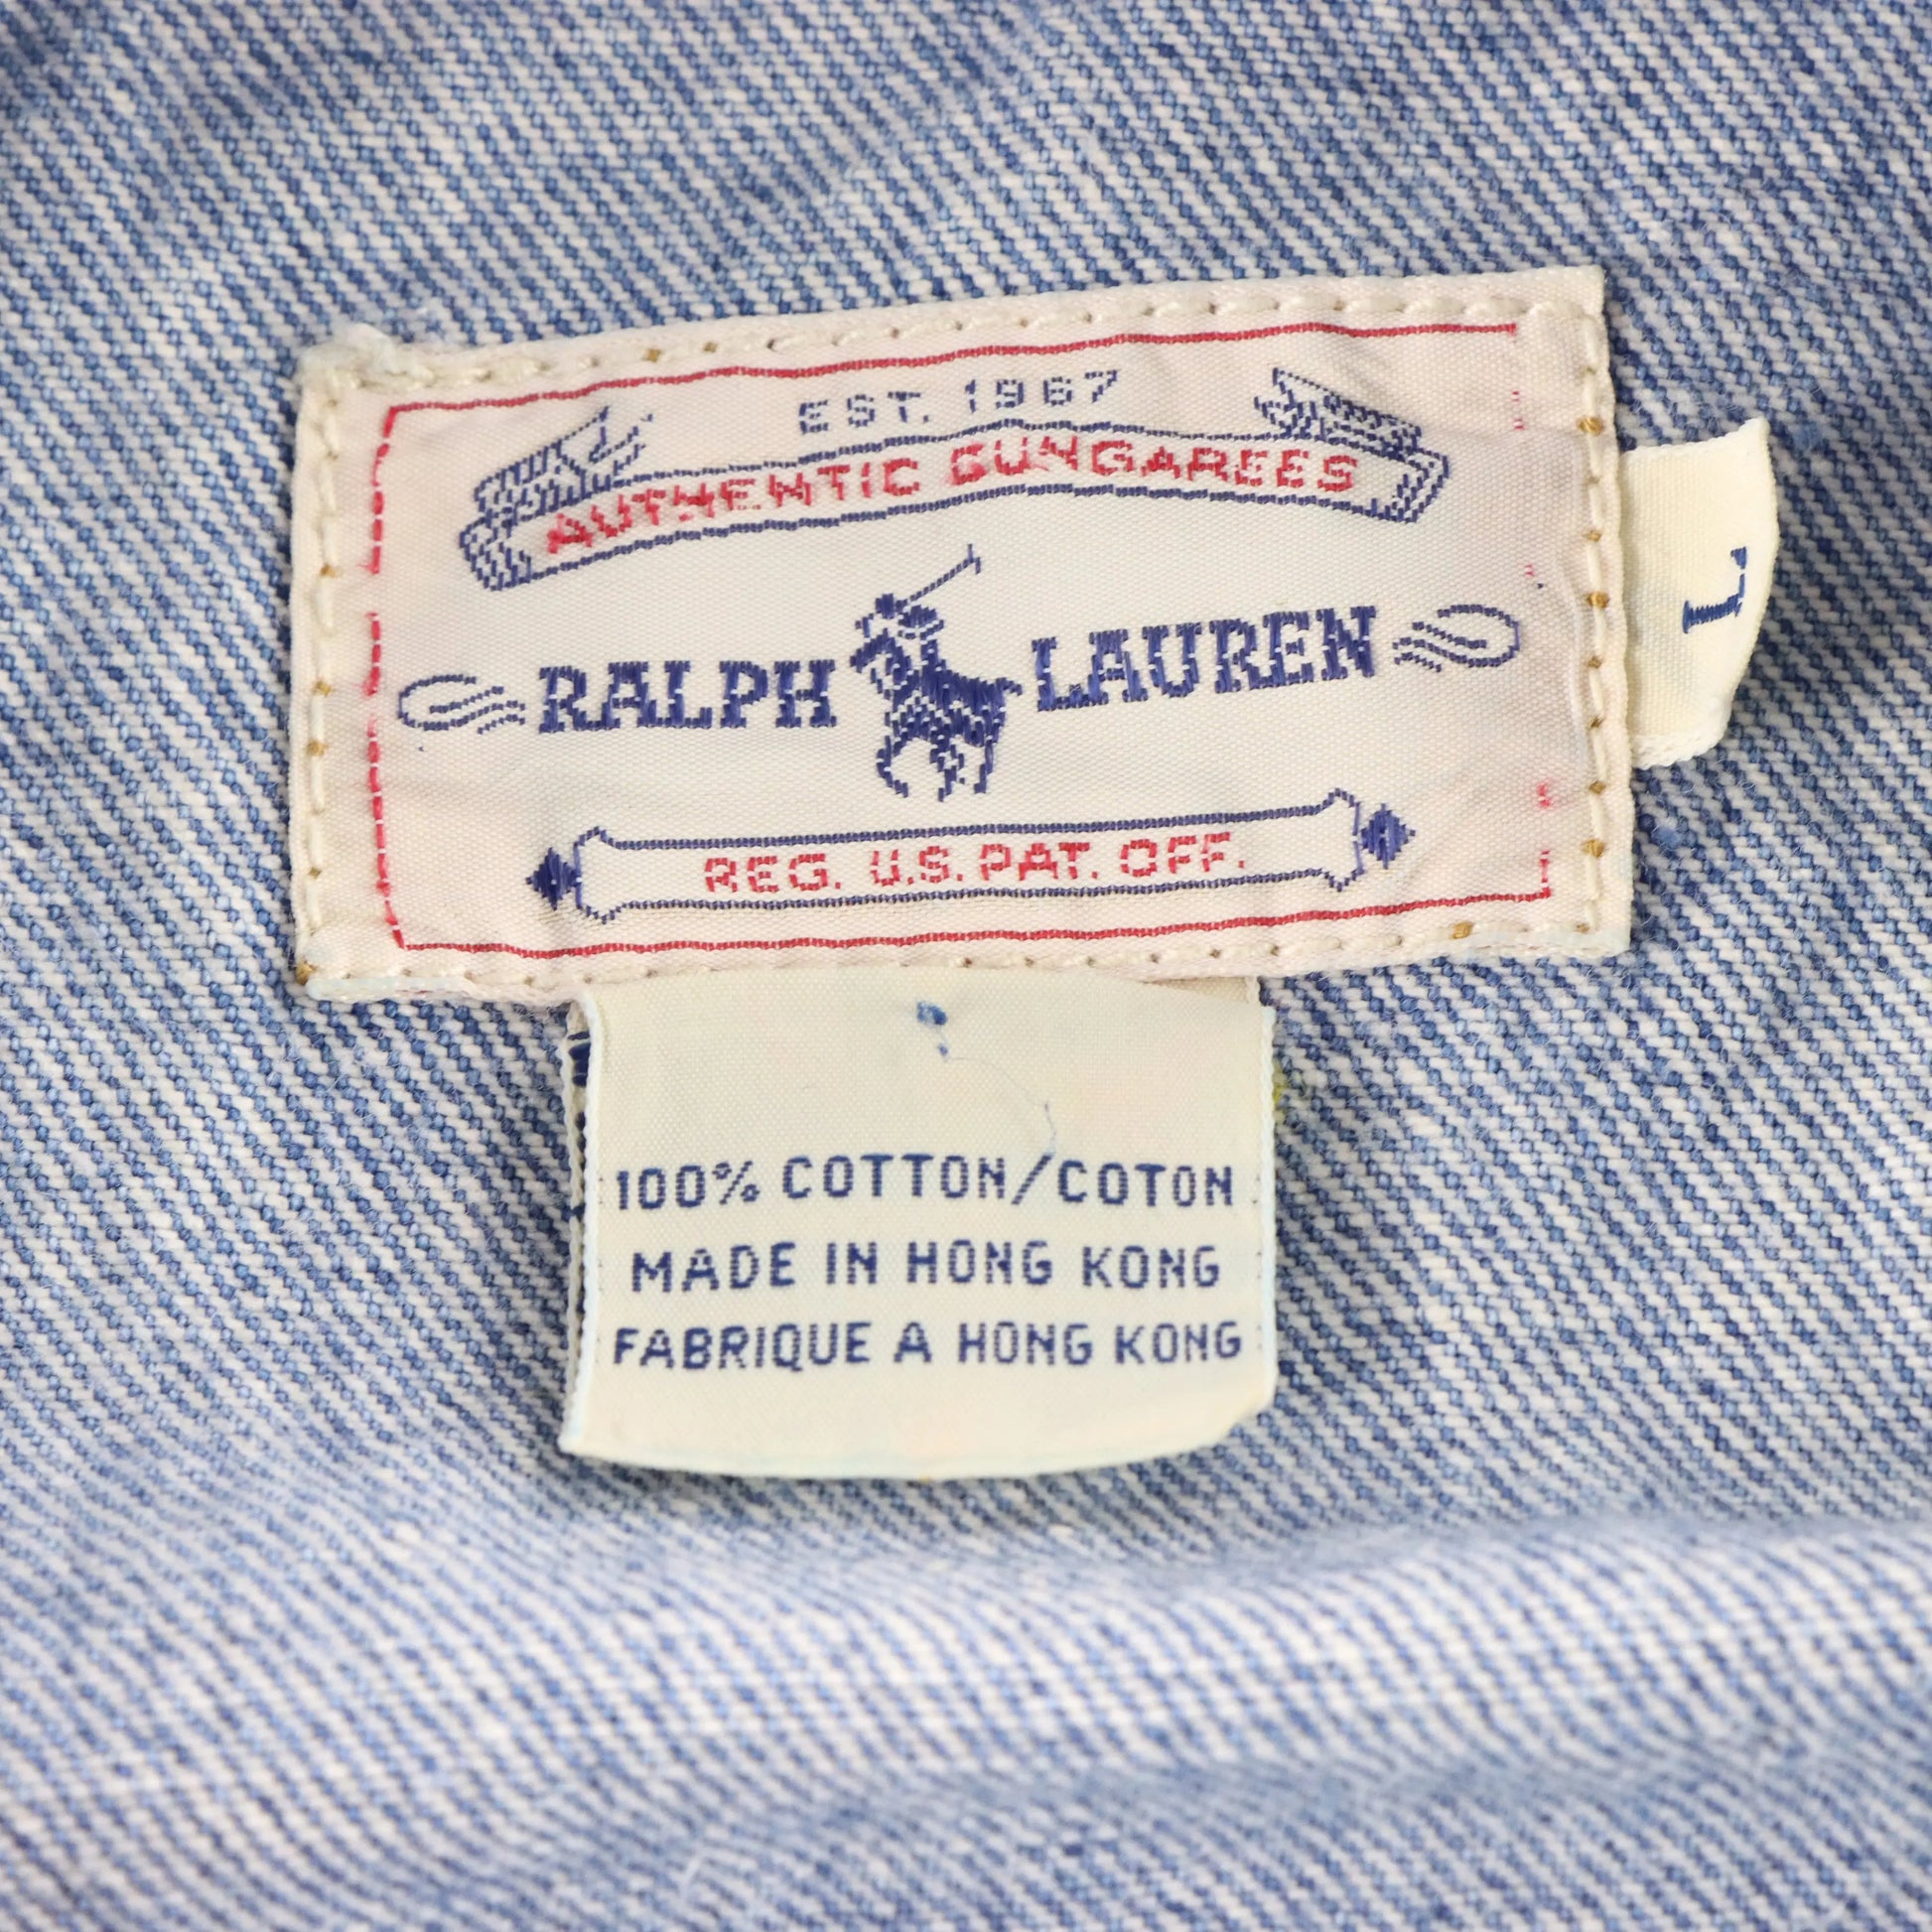 EST. 1967
AUTHENTIC DUNGAREES
RALPH LAUREN
REG. U.S. PAT. OFF.
L
100% COTTON/COTON
MADE IN HONG KONG
FABRIQUE A HONG KONG